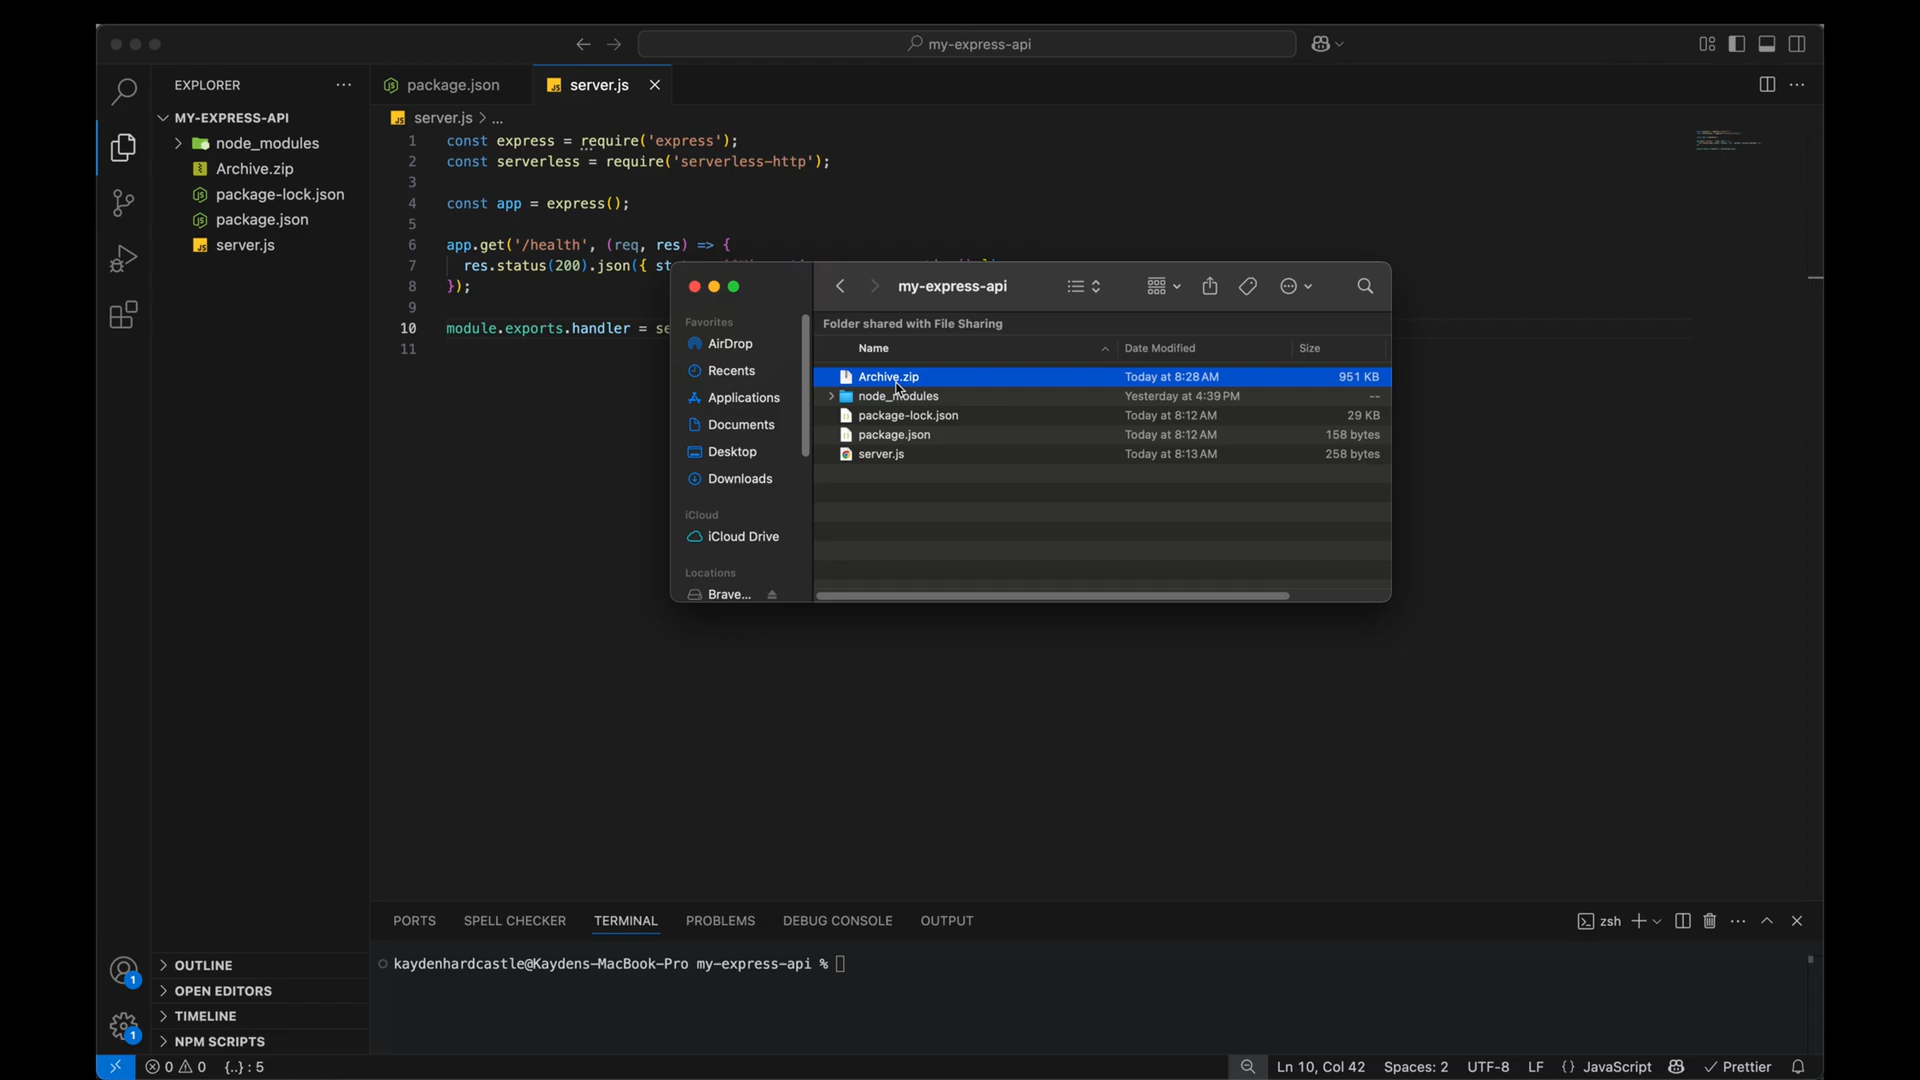 my-express-api
EXPLORER
package.json
server.js
MY-EXPRESS-API
node_modules
Archive.zip
package-lock.json
package.json
server.js
server.js > ...
1 const express = require('express');
2 const serverless = require('serverless-http');
3
4 const app = express();
5
6 app.get('/health', (req, res) => {
7 res.status(200).json({
8 });
9
10 module.exports.handler =
11
my-express-api
Favorites
AirDrop
Recents
Applications
Documents
Desktop
Downloads
iCloud
iCloud Drive
Locations
Brave...
Folder shared with File Sharing
Name Date Modified Size
Archive.zip Today at 8:28 AM 951 KB
node_modules Yesterday at 4:39 PM --
package-lock.json Today at 8:12 AM 29 KB
package.json Today at 8:12 AM 158 bytes
server.js Today at 8:13 AM 258 bytes
PORTS SPELL CHECKER TERMINAL PROBLEMS DEBUG CONSOLE OUTPUT
zsh
kaydenhardcastle@Kaydens-MacBook-Pro my-express-api %
1
1
OUTLINE
OPEN EDITORS
TIMELINE
NPM SCRIPTS
0 0 {..} : 5
Ln 10, Col 42 Spaces: 2 UTF-8 LF {} JavaScript Prettier